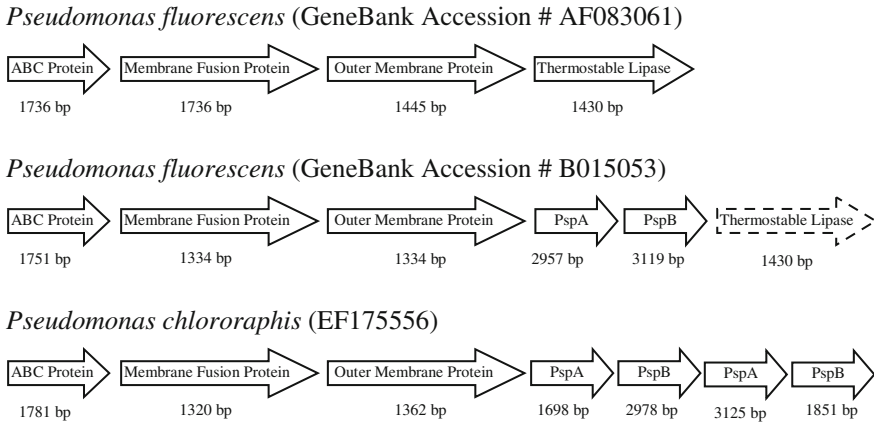 Pseudomonas fluorescens (GeneBank Accession # AF083061)
ABC Protein Membrane Fusion Protein Outer Membrane Protein Thermostable Lipase
1736 bp 1736 bp 1445 bp 1430 bp
Pseudomonas fluorescens (GeneBank Accession # B015053)
ABC Protein Membrane Fusion Protein Outer Membrane Protein PspA PspB Thermostable Lipase
1751 bp 1334 bp 1334 bp 2957 bp 3119 bp 1430 bp
Pseudomonas chlororaphis (EF175556)
ABC Protein Membrane Fusion Protein Outer Membrane Protein PspA PspB PspA PspB
1781 bp 1320 bp 1362 bp 1698 bp 2978 bp 3125 bp 1851 bp